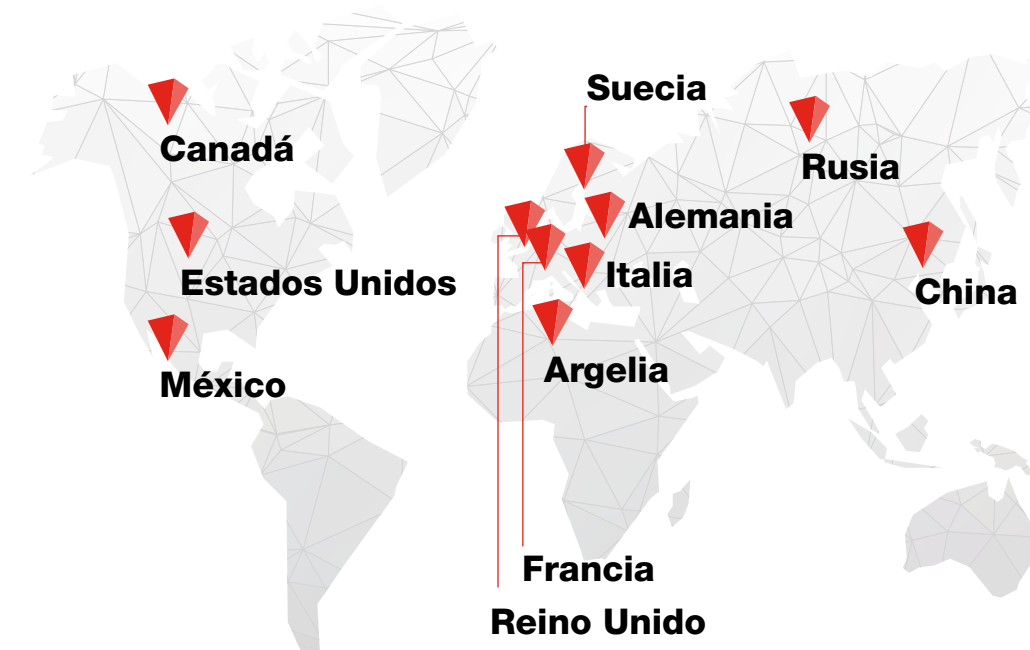 Suecia
Canadá
Rusia
Alemania
Italia
Estados Unidos
China
Argelia
México
Francia
Reino Unido